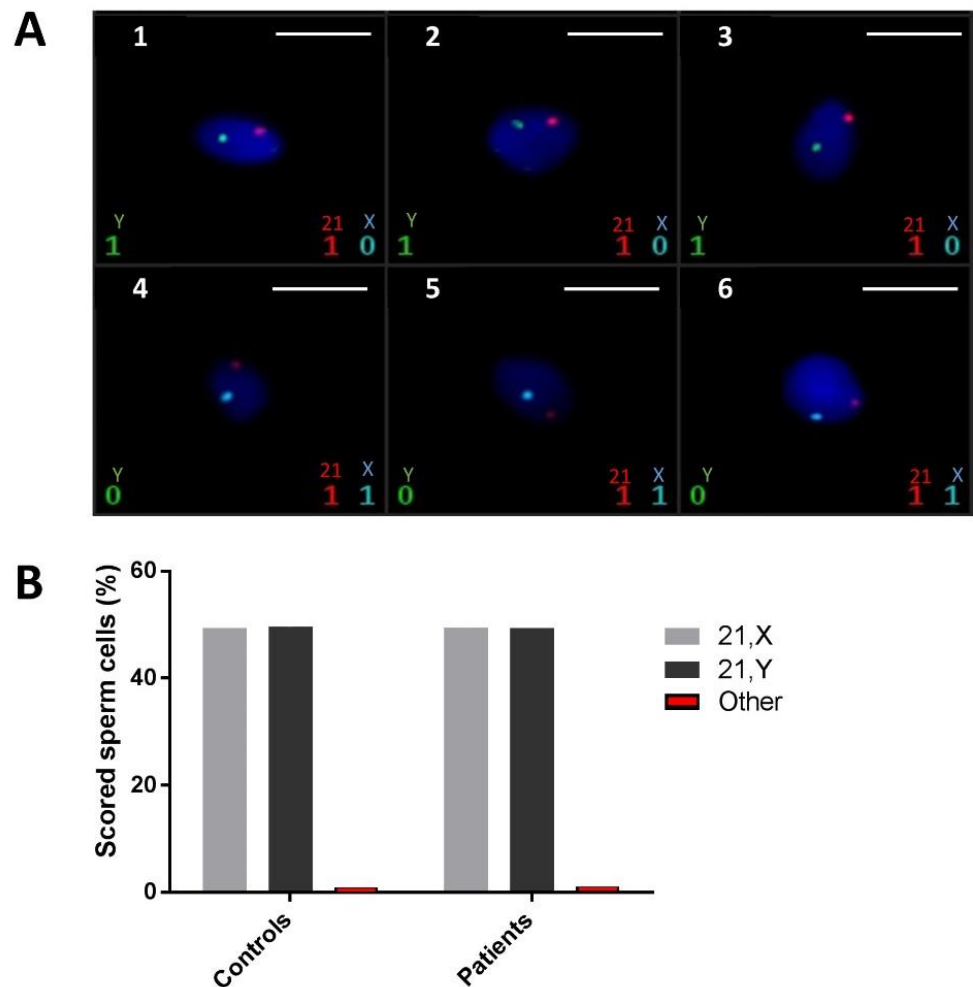 A
1 2 3
Y 21 X Y 21 X Y 21 X
1 1 0 1 1 0 1 1 0
4 5 6
Y 21 X Y 21 X Y 21 X
0 1 1 0 1 1 0 1 1
B
Scored sperm cells (%)
60
40
20
0
Controls Patients
21,X
21,Y
Other